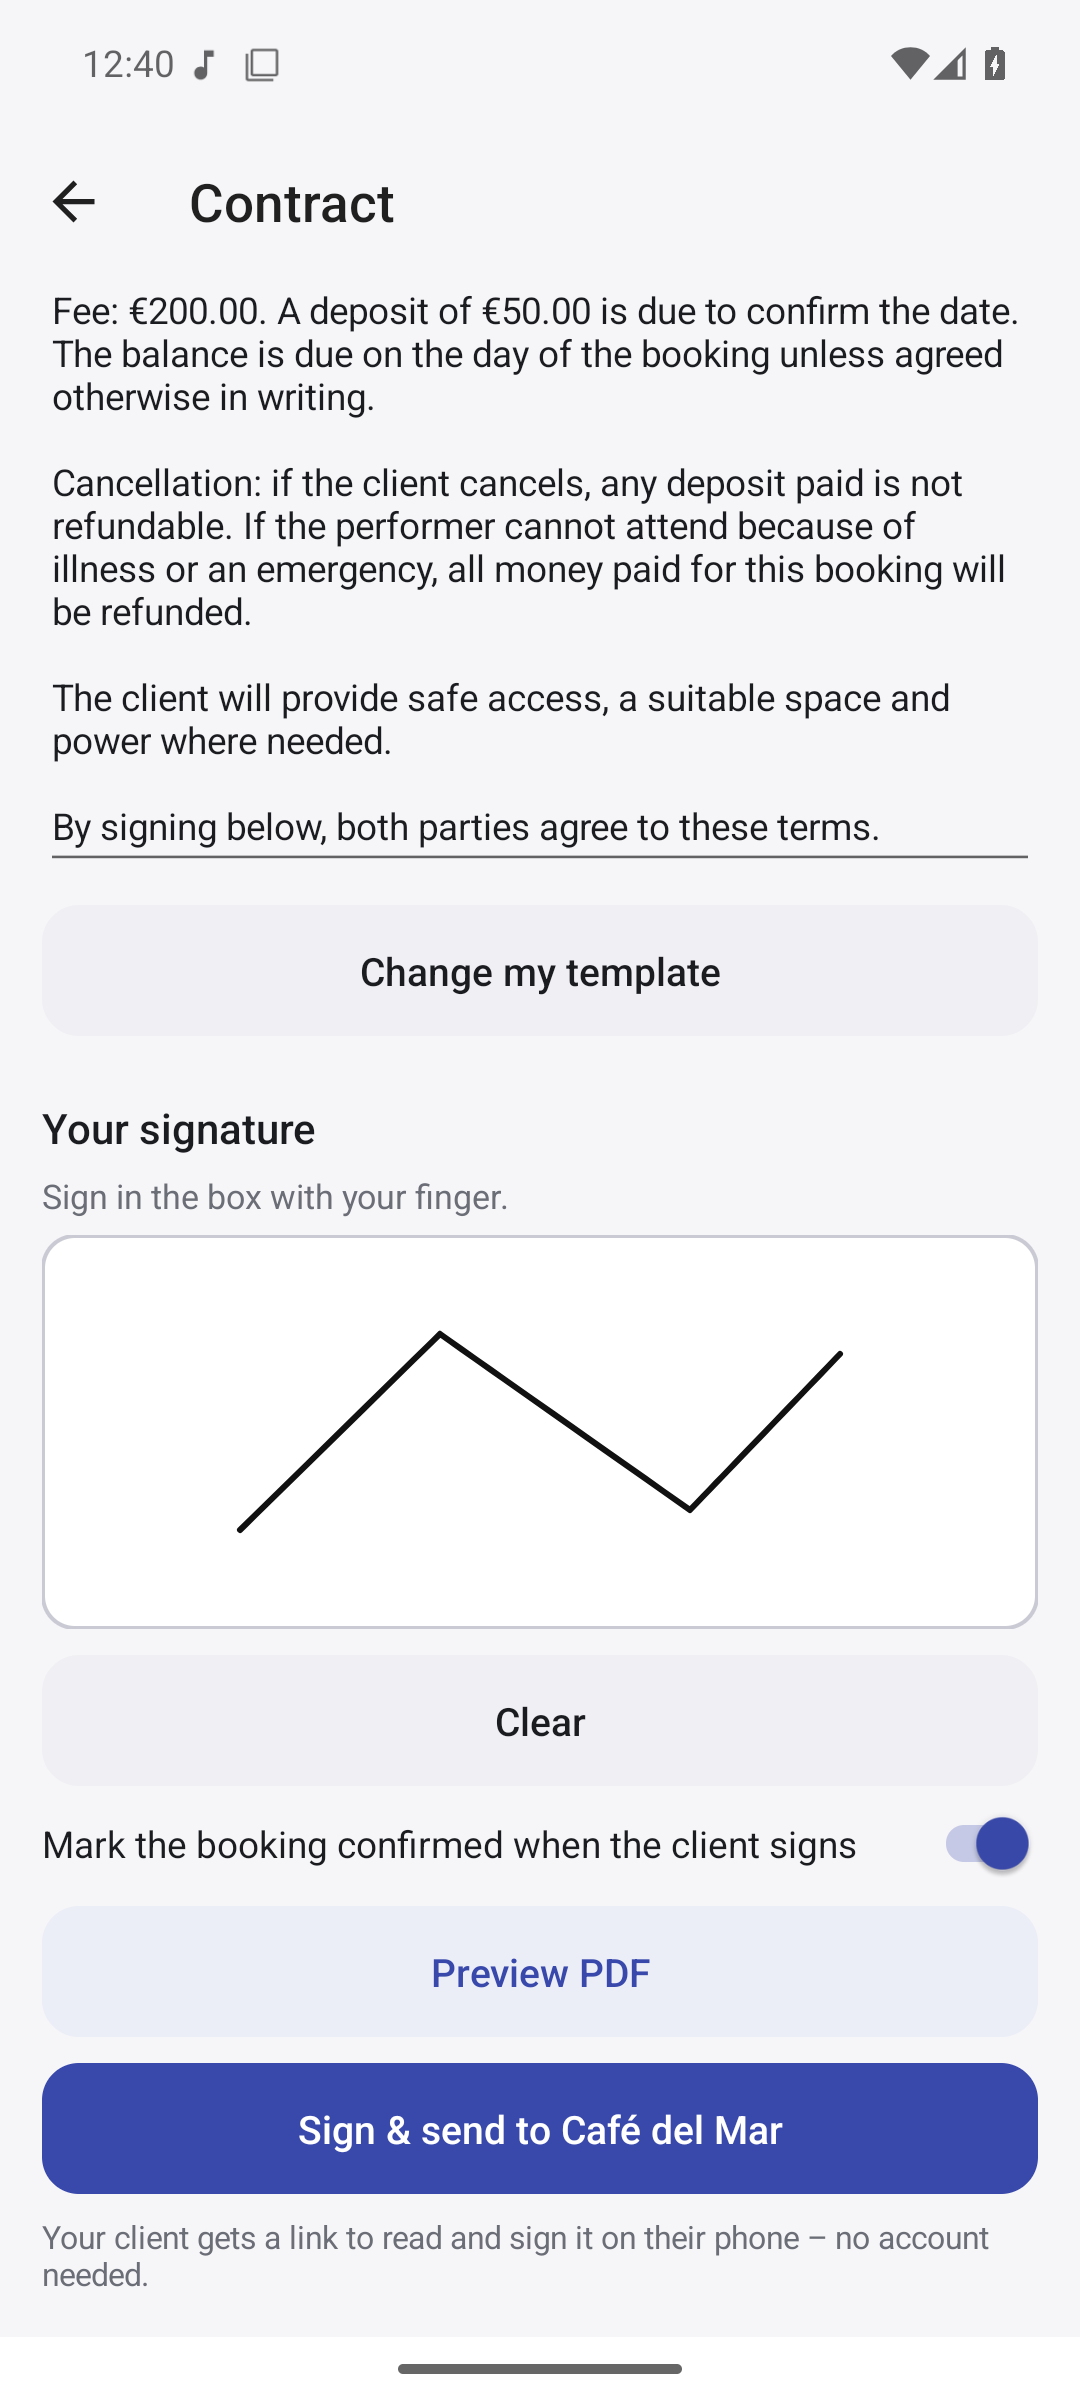 12:40
Contract
Fee: €200.00. A deposit of €50.00 is due to confirm the date.
The balance is due on the day of the booking unless agreed
otherwise in writing.
Cancellation: if the client cancels, any deposit paid is not
refundable. If the performer cannot attend because of
illness or an emergency, all money paid for this booking will
be refunded.
The client will provide safe access, a suitable space and
power where needed.
By signing below, both parties agree to these terms.
Change my template
Your signature
Sign in the box with your finger.
Clear
Mark the booking confirmed when the client signs
Preview PDF
Sign & send to Café del Mar
Your client gets a link to read and sign it on their phone – no account
needed.